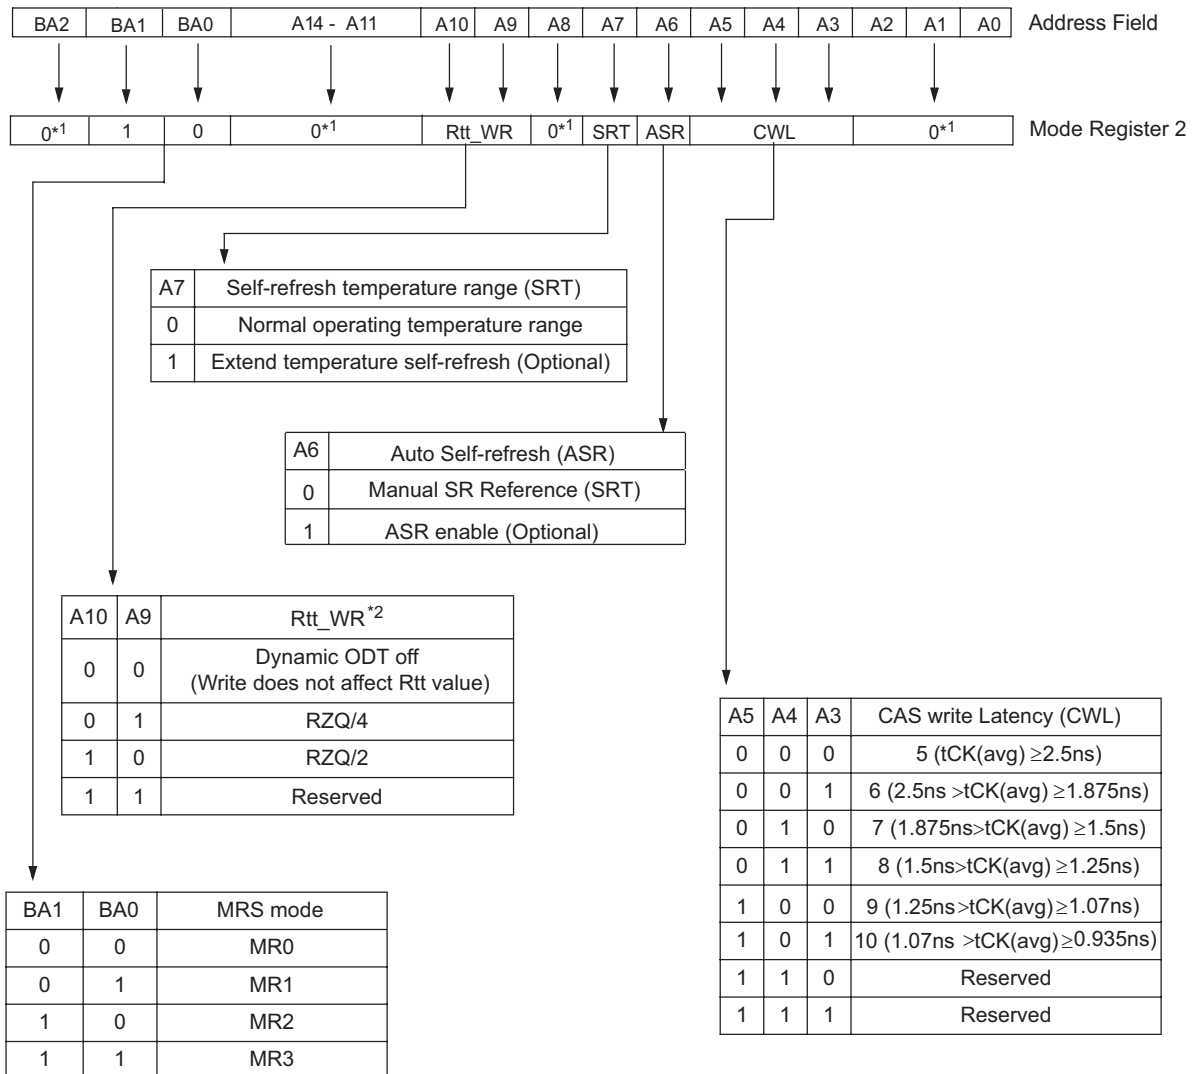 BA2 BA1 BA0 A14 - A11 A10 A9 A8 A7 A6 A5 A4 A3 A2 A1 A0 Address Field
0*1 1 0 0*1 Rtt_WR 0*1 SRT ASR CWL 0*1 Mode Register 2
A7 Self-refresh temperature range (SRT)
0 Normal operating temperature range
1 Extend temperature self-refresh (Optional)
A6 Auto Self-refresh (ASR)
0 Manual SR Reference (SRT)
1 ASR enable (Optional)
A10 A9 Rtt_WR*2
0 0 Dynamic ODT off
(Write does not affect Rtt value)
0 1 RZQ/4
1 0 RZQ/2
1 1 Reserved
A5 A4 A3 CAS write Latency (CWL)
0 0 0 5 (tCK(avg) ≥2.5ns)
0 0 1 6 (2.5ns >tCK(avg) ≥1.875ns)
0 1 0 7 (1.875ns>tCK(avg) ≥1.5ns)
0 1 1 8 (1.5ns>tCK(avg) ≥1.25ns)
1 0 0 9 (1.25ns>tCK(avg)≥1.07ns)
1 0 1 10 (1.07ns >tCK(avg)≥0.935ns)
1 1 0 Reserved
1 1 1 Reserved
BA1 BA0 MRS mode
0 0 MR0
0 1 MR1
1 0 MR2
1 1 MR3